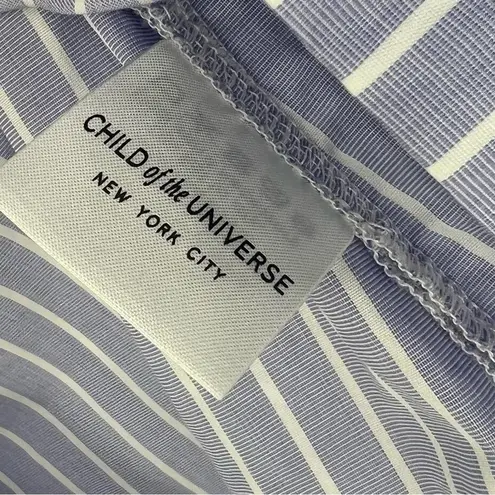 CHILD of the UNIVERSE
NEW YORK CITY